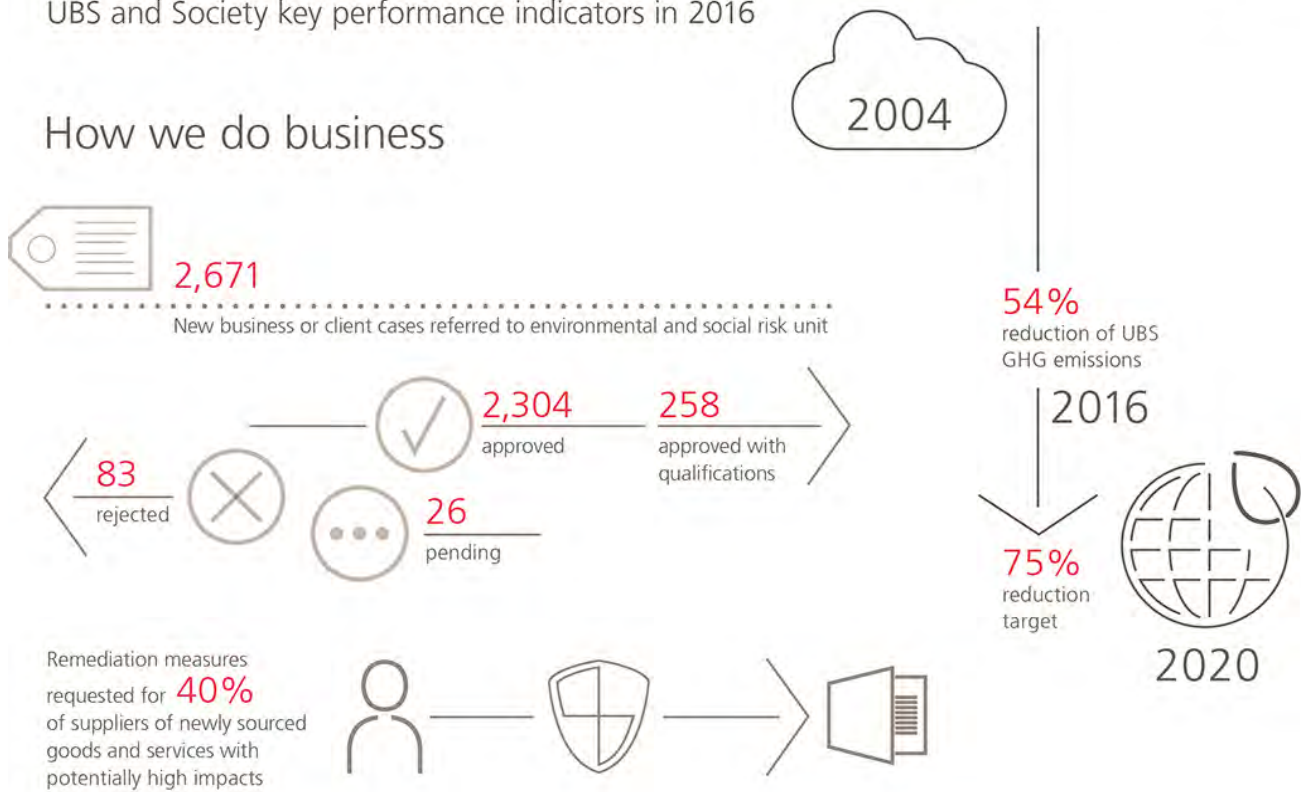 UBS and Society key performance indicators in 2016
2004
How we do business
2,671
New business or client cases referred to environmental and social risk unit
54%
reduction of UBS
GHG emissions
2016
2,304
approved
258
approved with
qualifications
83
rejected
26
pending
75%
reduction
target
2020
Remediation measures
requested for 40%
of suppliers of newly sourced
goods and services with
potentially high impacts